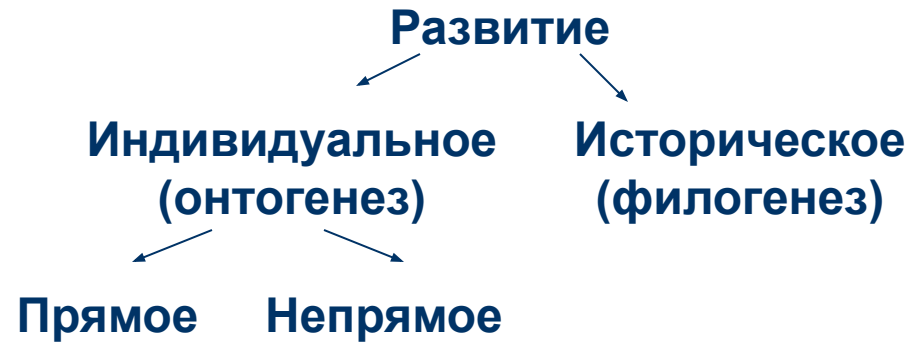 Развитие
Индивидуальное Историческое
(онтогенез) (филогенез)
Прямое Непрямое